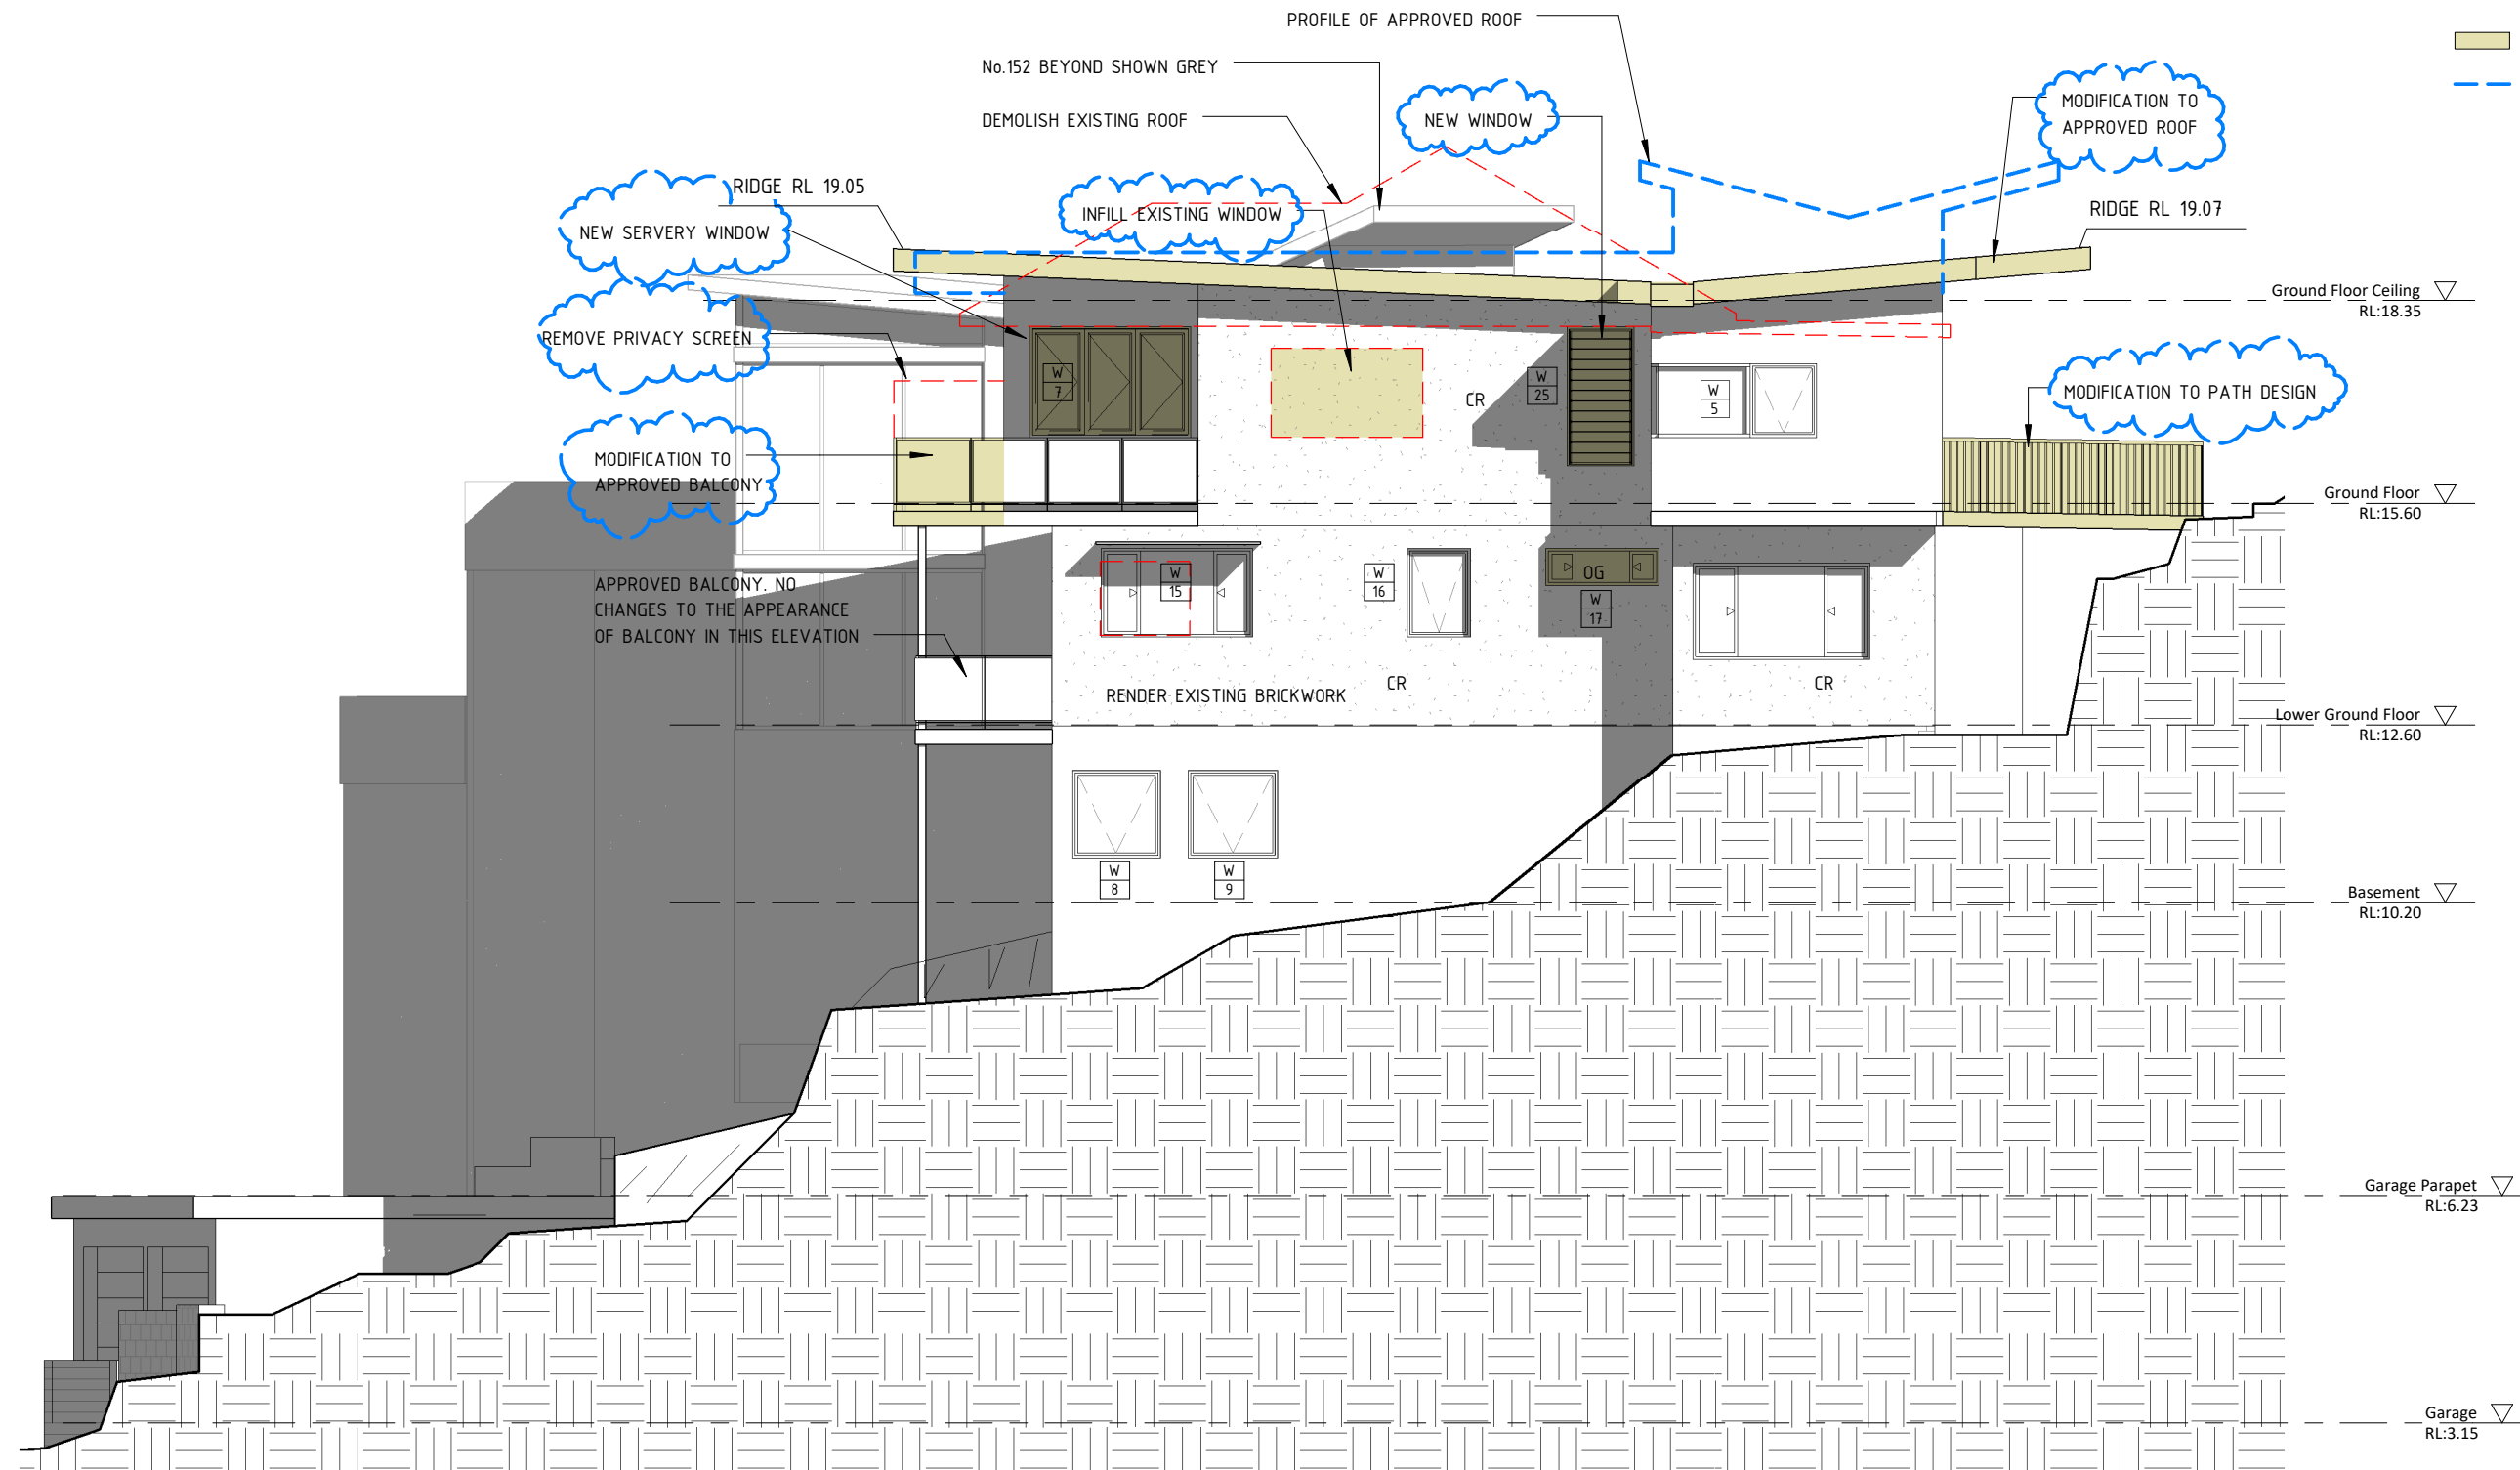 PROFILE OF APPROVED ROOF
No.152 BEYOND SHOWN GREY
DEMOLISH EXISTING ROOF
NEW WINDOW
MODIFICATION TO
APPROVED ROOF
RIDGE RL 19.05
INFILL EXISTING WINDOW
RIDGE RL 19.07
NEW SERVERY WINDOW
Ground Floor Ceiling
RL:18.35
REMOVE PRIVACY SCREEN
W
7
CR
W
25
W
5
MODIFICATION TO PATH DESIGN
MODIFICATION TO
APPROVED BALCONY
Ground Floor
RL:15.60
APPROVED BALCONY. NO
CHANGES TO THE APPEARANCE
OF BALCONY IN THIS ELEVATION
W
15
W
16
OG
W
17
RENDER EXISTING BRICKWORK
CR
CR
Lower Ground Floor
RL:12.60
W
8
W
9
Basement
RL:10.20
Garage Parapet
RL:6.23
Garage
RL:3.15